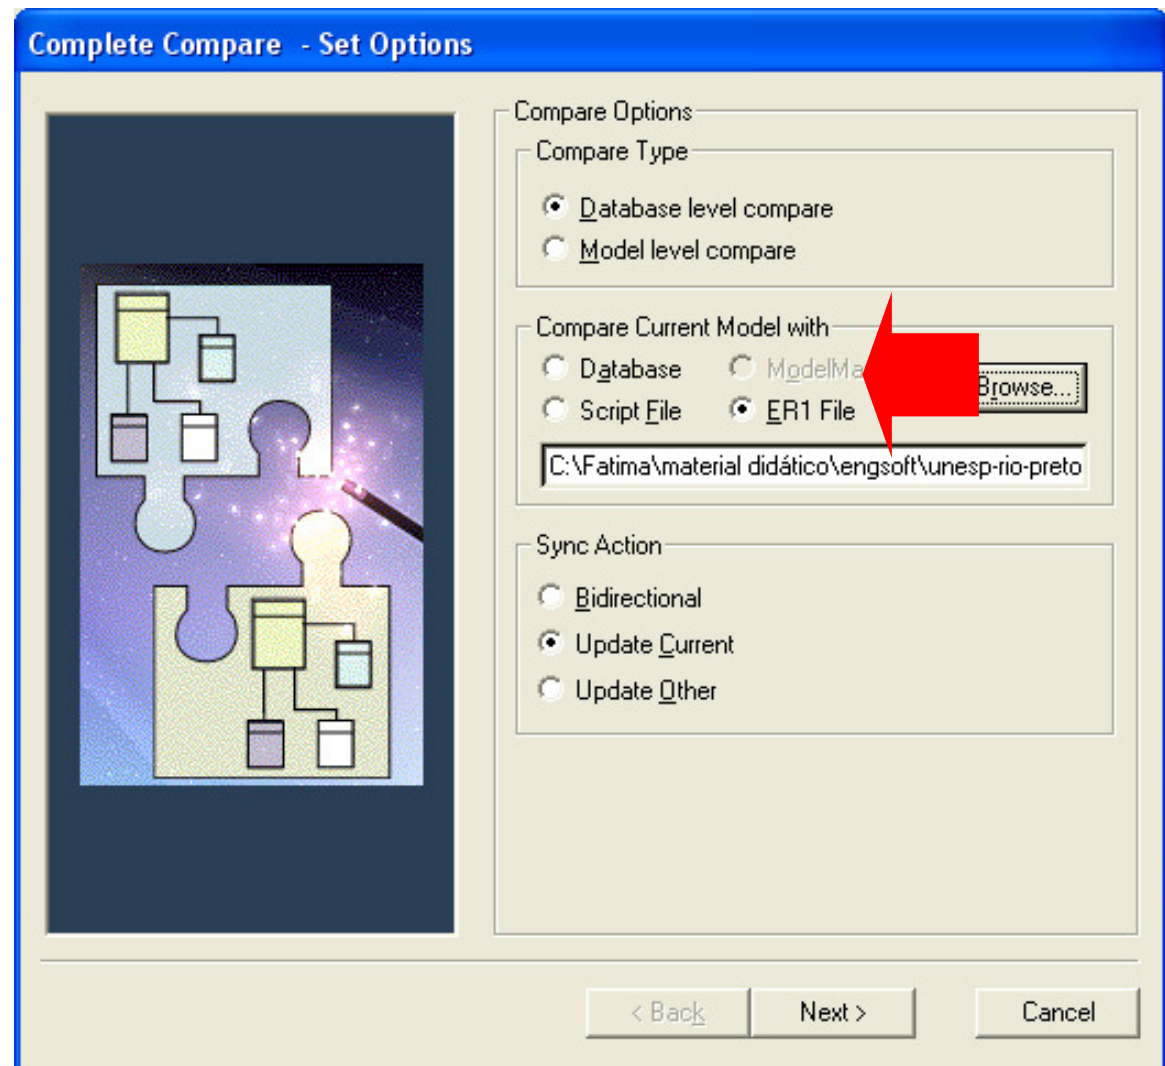 Complete Compare - Set Options
Compare Options
Compare Type
Database level compare
Model level compare
Compare Current Model with
Database
Script File
ER1 File
Browse...
C:\Fatima\material didático\engsoft\unesp-rio-preto
Sync Action
Bidirectional
Update Current
Update Other
< Back
Next >
Cancel